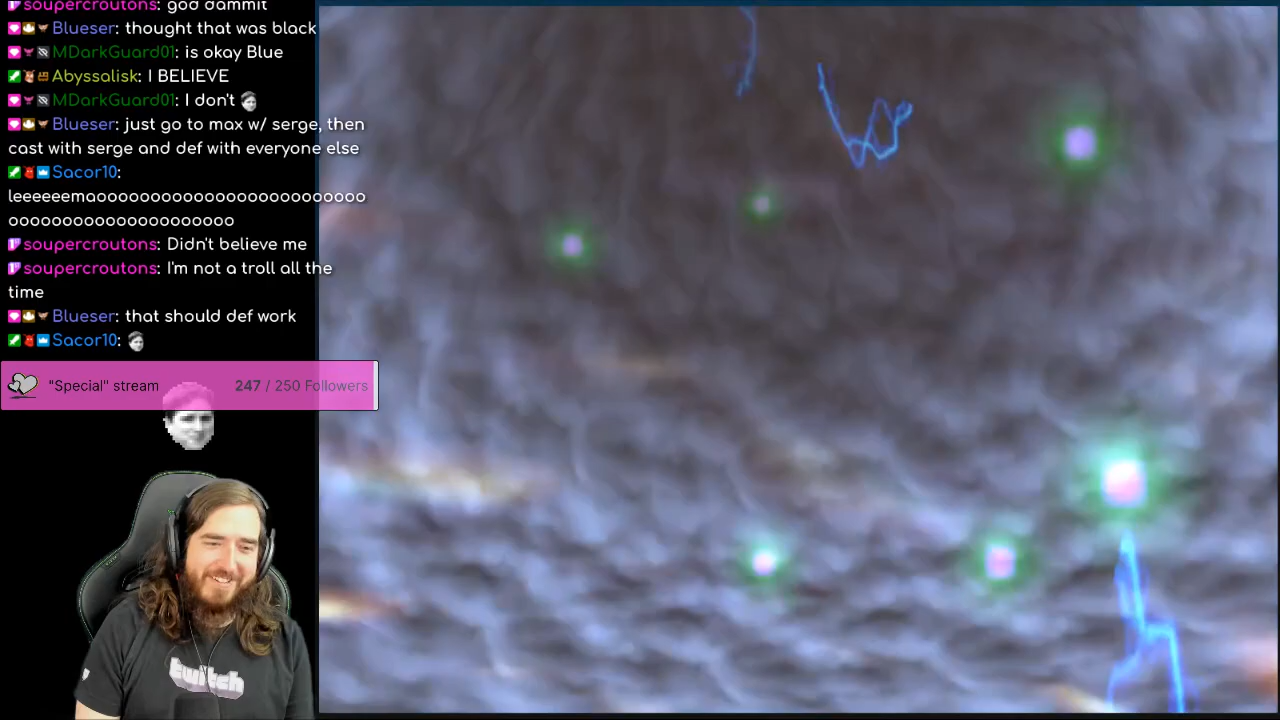 soupercroutons: god dammit
Blueser: thought that was black
MDarkGuard01: is okay Blue
Abyssalisk: I BELIEVE
MDarkGuard01: I don't
Blueser: just go to max w/ serge, then
cast with serge and def with everyone else
Sacor10:
leeeeeemaooooooooooooooooooooooooo
oooooooooooooooooooo
soupercroutons: Didn't believe me
soupercroutons: I'm not a troll all the
time
Blueser: that should def work
Sacor10:
"Special" stream 247 / 250 Followers
twitch